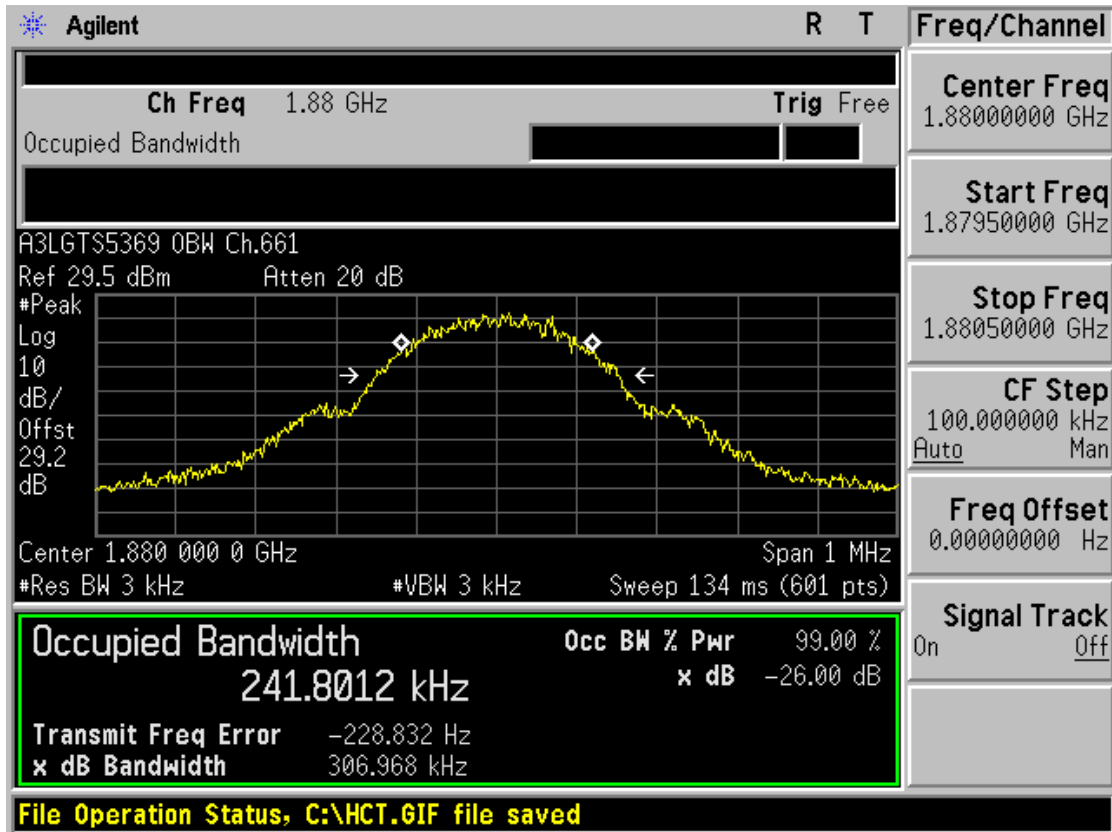 Agilent R T
Freq/Channel
Ch Freq 1.88 GHz Trig Free
Occupied Bandwidth
Center Freq
1.88000000 GHz
Start Freq
1.87950000 GHz
Stop Freq
1.88050000 GHz
CF Step
100.000000 kHz
Auto Man
Freq Offset
0.00000000 Hz
Signal Track
On Off
A3LGTS5369 OBW Ch.661
Ref 29.5 dBm Atten 20 dB
#Peak
Log
10
dB/
Offst
29.2
dB
Center 1.880 000 0 GHz Span 1 MHz
#Res BW 3 kHz #VBW 3 kHz Sweep 134 ms (601 pts)
Occupied Bandwidth
241.8012 kHz
Occ BW % Pwr 99.00 %
x dB -26.00 dB
Transmit Freq Error -228.832 Hz
x dB Bandwidth 306.968 kHz
File Operation Status, C:\HCT.GIF file saved